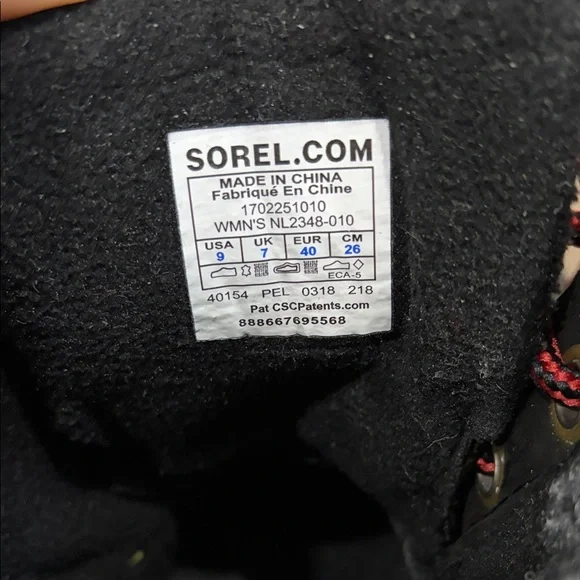 SOREL.COM
MADE IN CHINA
Fabriqué En Chine
1702251010
WMN'S NL2348-010
USA UK EUR CM
9 7 40 26
ECA-5
40154 PEL 0318 218
Pat CSCPatents.com
888667695568